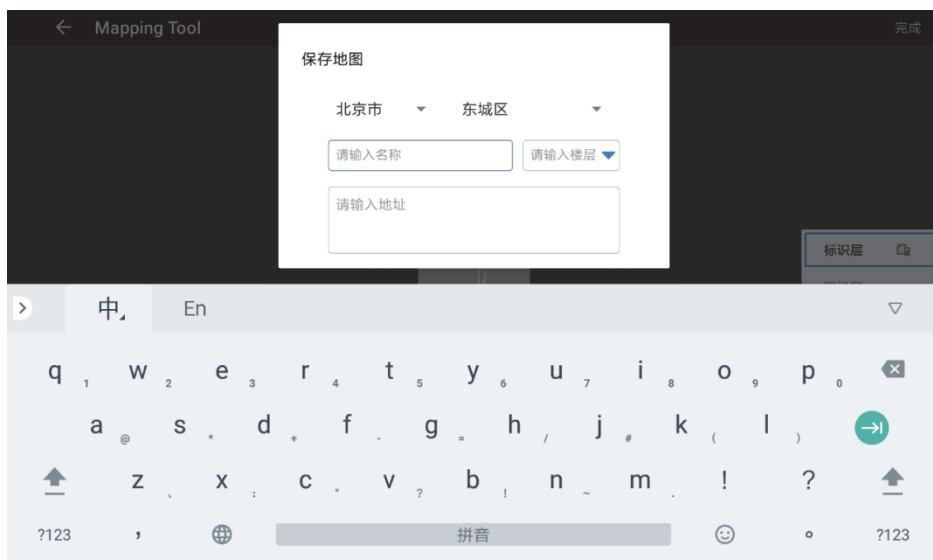 Mapping Tool
完成
保存地图
北京市 东城区
请输入名称 请输入楼层
请输入地址
标识层
中 En
q 1 w 2 e 3 r 4 t 5 y 6 u 7 i 8 o 9 p 0
a @ s * d + f - g = h / j # k ( l )
z 、 x : c " v ? b ! n ~ m . ! ?
?123 , 拼音 。 ?123